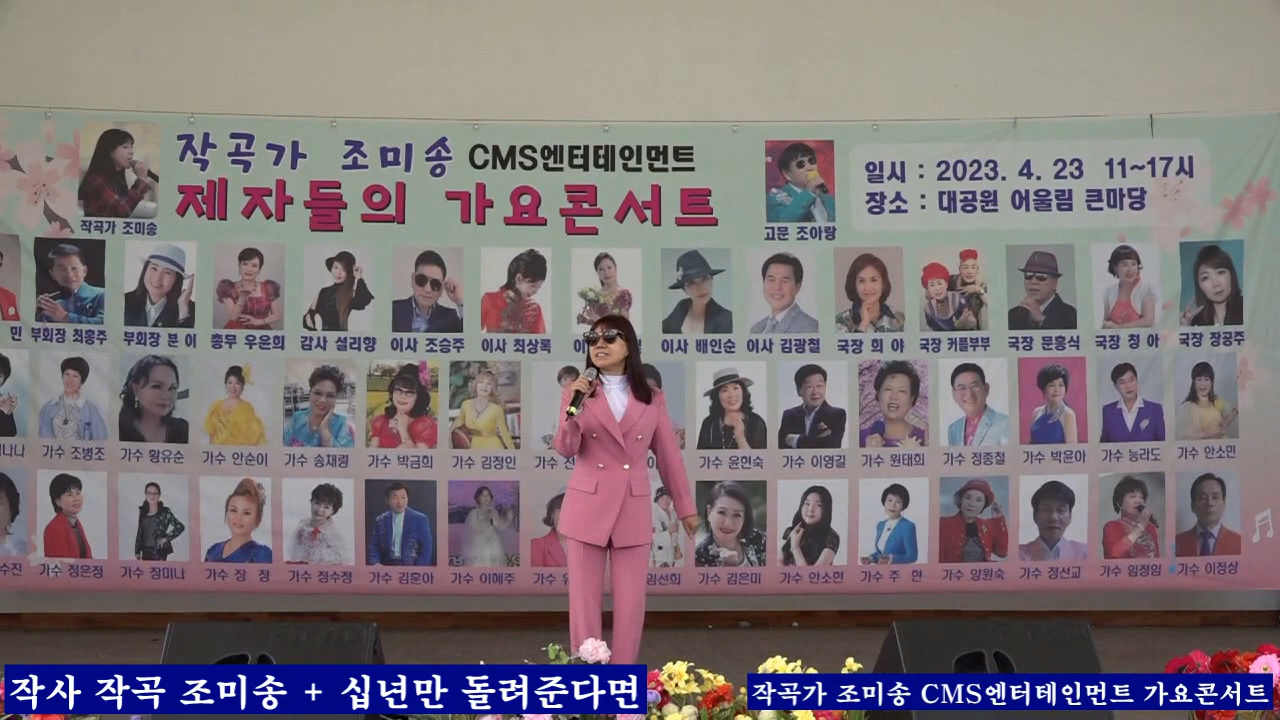 작곡가 조미송 CMS엔터테인먼트
제자들의 가요콘서트
일시 : 2023. 4. 23 11~17시
장소 : 대공원 어울림 큰마당
작곡가 조미송
고문 조아랑
민 부회장 최홍주 부회장 분 이 총무 우윤희 감사 설리향 이사 조승주 이사 최상록 이사 배인순 이사 김광철 국장 희 야 국장 커플부부 국장 문흥식 국장 청 아 국장 장공주
가수 조병조 가수 황유순 가수 안순이 가수 송채령 가수 박금희 가수 김정인 가수 윤현숙 가수 이영길 가수 원태희 가수 정종철 가수 박윤아 가수 능라도 가수 안소민
수진 가수 정은정 가수 장미나 가수 장 정 가수 정수정 가수 김훈아 가수 이혜주 가수 임선희 가수 김은미 가수 안소현 가수 주 현 가수 양원숙 가수 정선교 가수 임정임 가수 이정상
작사 작곡 조미송 + 십년만 돌려준다면
작곡가 조미송 CMS엔터테인먼트 가요콘서트